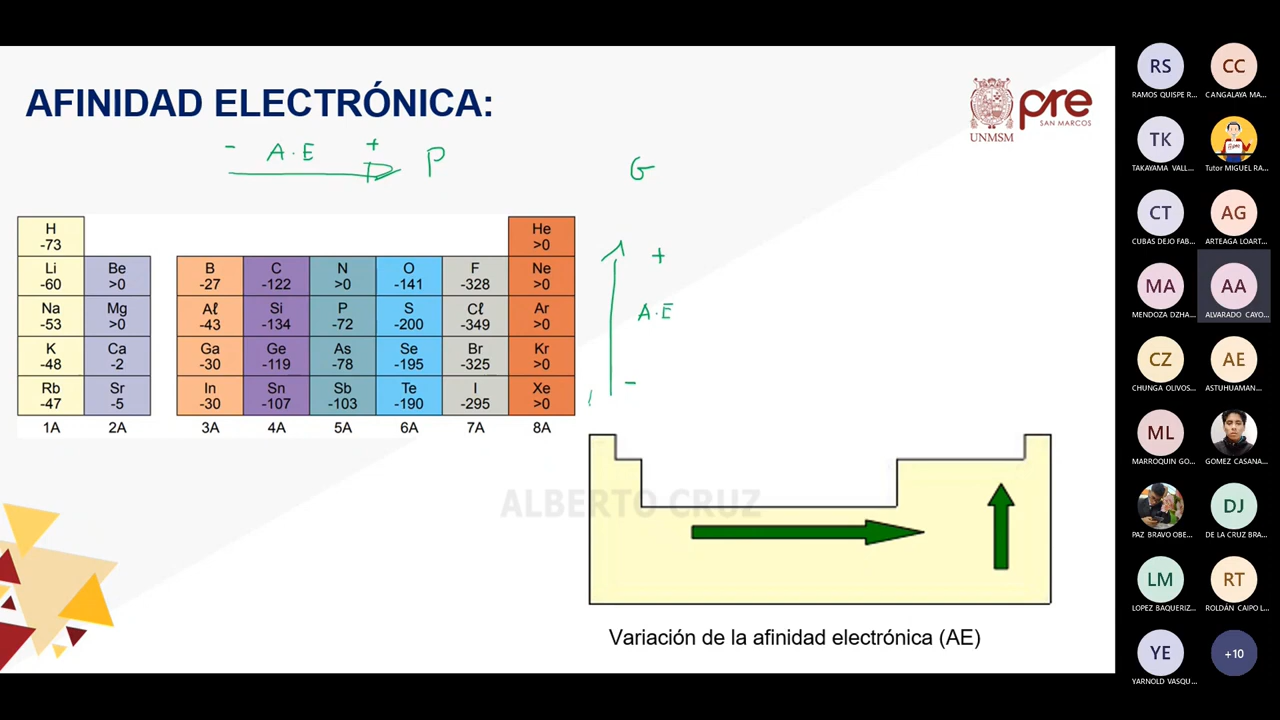 AFINIDAD ELECTRÓNICA:
UNMSM
pre
SAN MARCOS
- A.E + P
G
H He
-73 >0
Li Be B C N O F Ne
-60 >0 -27 -122 >0 -141 -328 >0
Na Mg Aℓ Si P S Cℓ Ar
-53 >0 -43 -134 -72 -200 -349 >0
K Ca Ga Ge As Se Br Kr
-48 -2 -30 -119 -78 -195 -325 >0
Rb Sr In Sn Sb Te I Xe
-47 -5 -30 -107 -103 -190 -295 >0
1A 2A 3A 4A 5A 6A 7A 8A
+
A.E
-
ALBERTO CRUZ
Variación de la afinidad electrónica (AE)
RS CC
RAMOS QUISPE R... CANGALAYA MA...
TK
TAKAYAMA VALL... Tutor MIGUEL RA...
CT AG
CUBAS DEJO FAB... ARTEAGA LOART...
MA AA
MENDOZA DZHA... ALVARADO CAYO...
CZ AE
CHUNGA OLIVOS... ASTUHUAMAN...
ML
MARROQUIN GO... GOMEZ CASANA...
DJ
PAZ BRAVO OBE... DE LA CRUZ BRA...
LM RT
LOPEZ BAQUERIZ... ROLDÁN CAIPO L...
YE +10
YARNOLD VASQU...